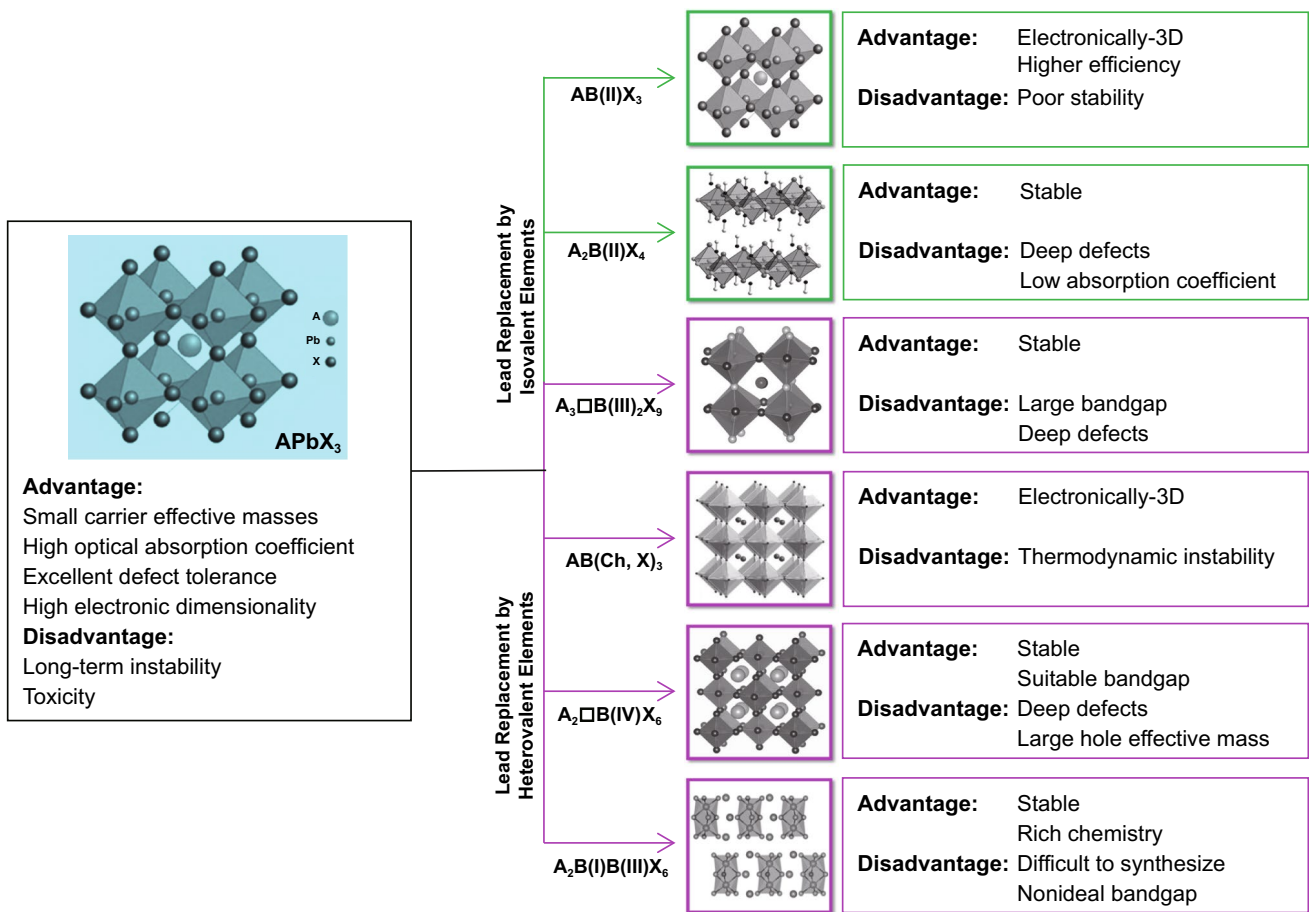 A
Pb
X
APbX₃
Advantage:
Small carrier effective masses
High optical absorption coefficient
Excellent defect tolerance
High electronic dimensionality
Disadvantage:
Long-term instability
Toxicity
Lead Replacement by
Isovalent Elements
Lead Replacement by
Heterovalent Elements
AB(II)X₃
Advantage: Electronically-3D
Higher efficiency
Disadvantage: Poor stability
A₂B(II)X₄
Advantage: Stable
Disadvantage: Deep defects
Low absorption coefficient
A₃□B(III)₂X₉
Advantage: Stable
Disadvantage: Large bandgap
Deep defects
AB(Ch, X)₃
Advantage: Electronically-3D
Disadvantage: Thermodynamic instability
A₂□B(IV)X₆
Advantage: Stable
Suitable bandgap
Disadvantage: Deep defects
Large hole effective mass
A₂B(I)B(III)X₆
Advantage: Stable
Rich chemistry
Disadvantage: Difficult to synthesize
Nonideal bandgap